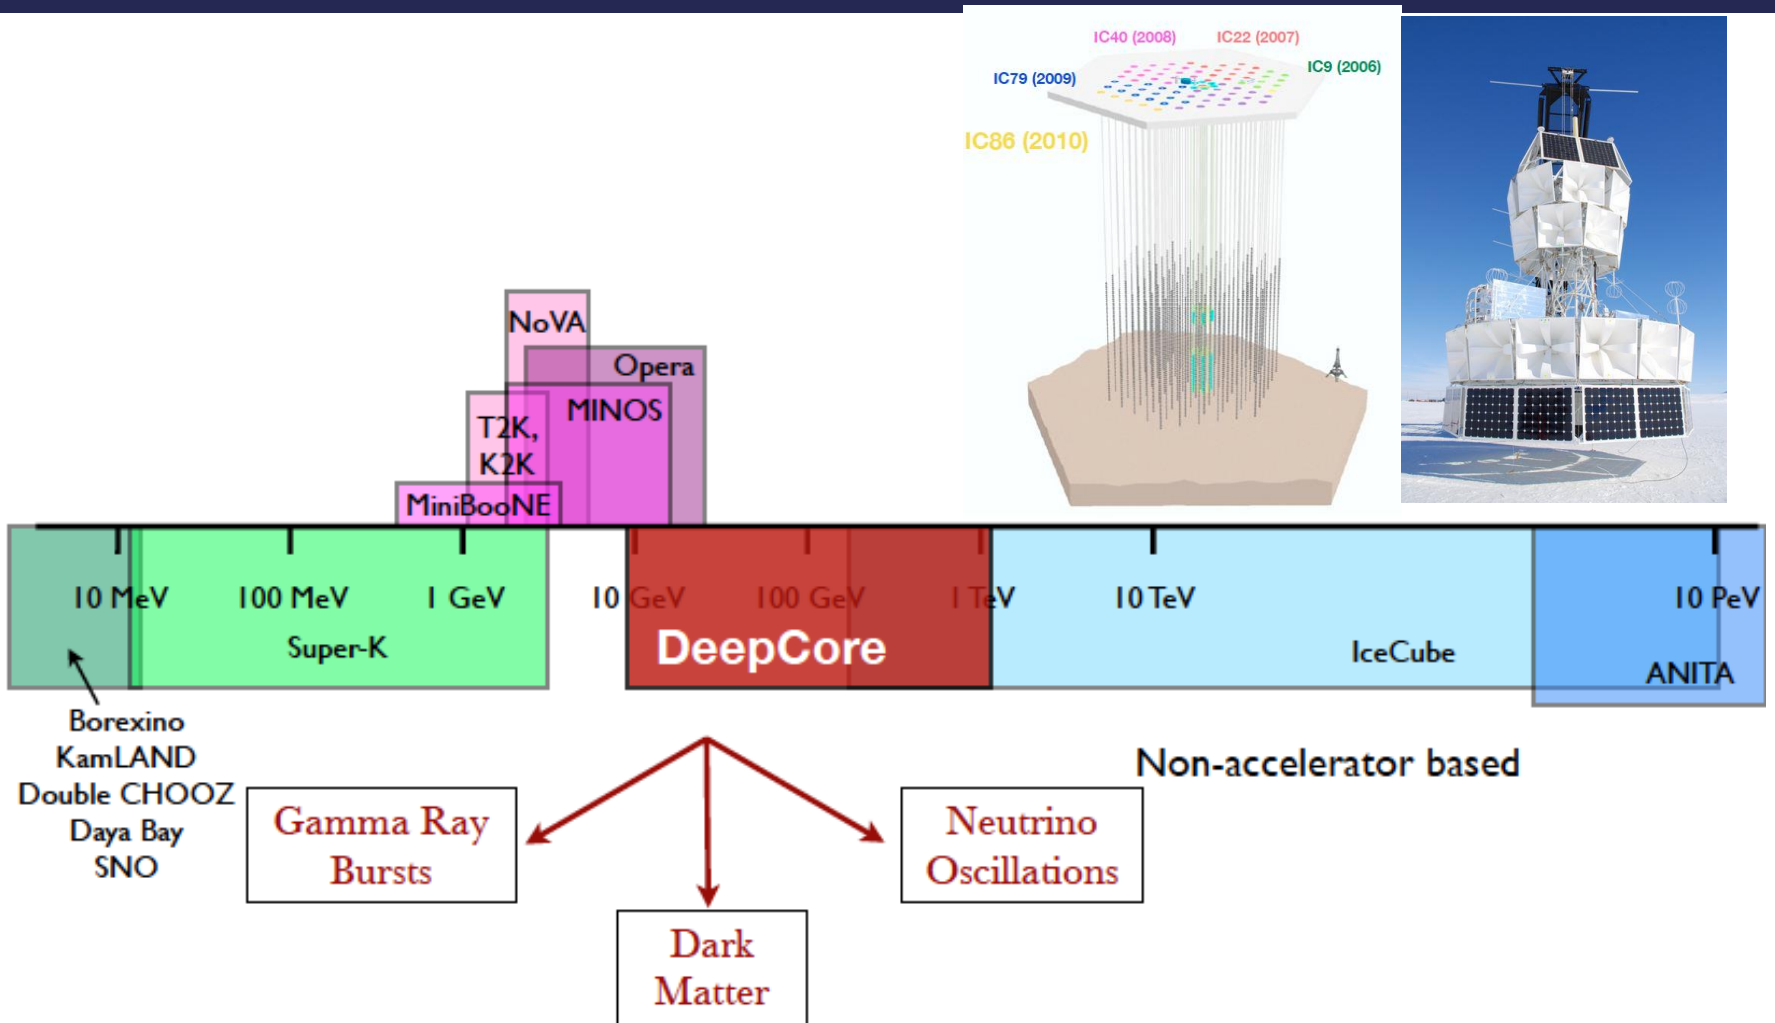 IC40 (2008)
IC22 (2007)
IC79 (2009)
IC9 (2006)
IC86 (2010)
NoVA
Opera
MINOS
T2K,
K2K
MiniBooNE
10 MeV
100 MeV
1 GeV
10 GeV
100 GeV
1 TeV
10 TeV
10 PeV
Super-K
DeepCore
IceCube
ANITA
Borexino
KamLAND
Double CHOOZ
Daya Bay
SNO
Non-accelerator based
Gamma Ray
Bursts
Neutrino
Oscillations
Dark
Matter